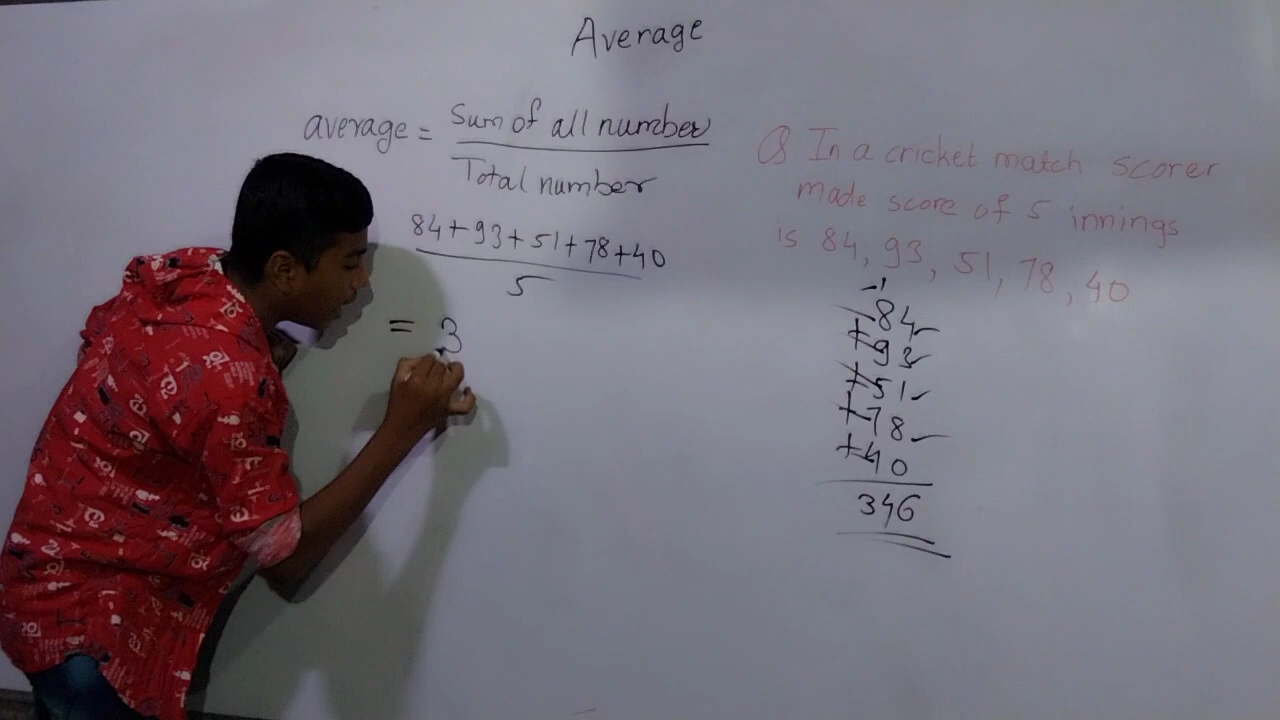 Average
average = Sum of all number
Total number
84+93+51+78+40
5
= 3
Q In a cricket match scorer
made score of 5 innings
is 84, 93, 51, 78, 40
-1
84
+93
+51
+78
+40
346